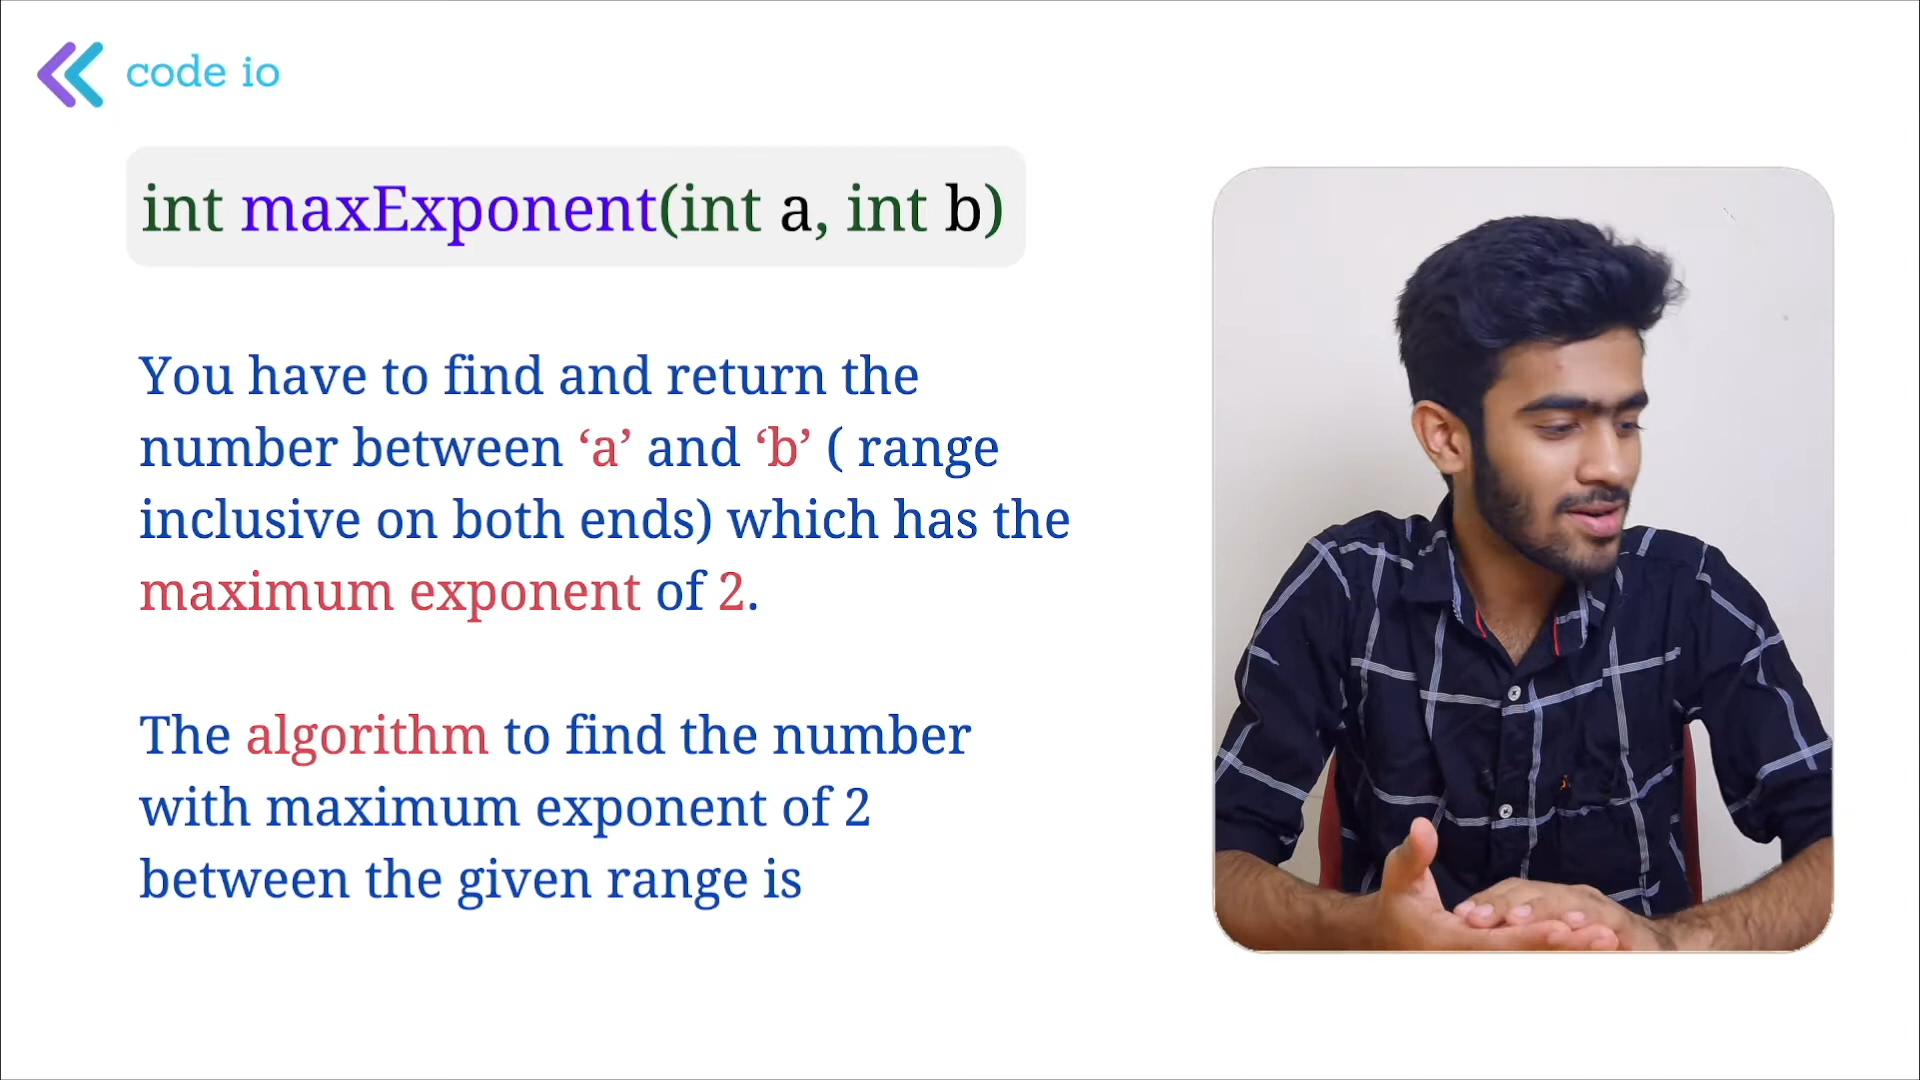 code io
int maxExponent(int a, int b)
You have to find and return the
number between ‘a’ and ‘b’ ( range
inclusive on both ends) which has the
maximum exponent of 2.
The algorithm to find the number
with maximum exponent of 2
between the given range is